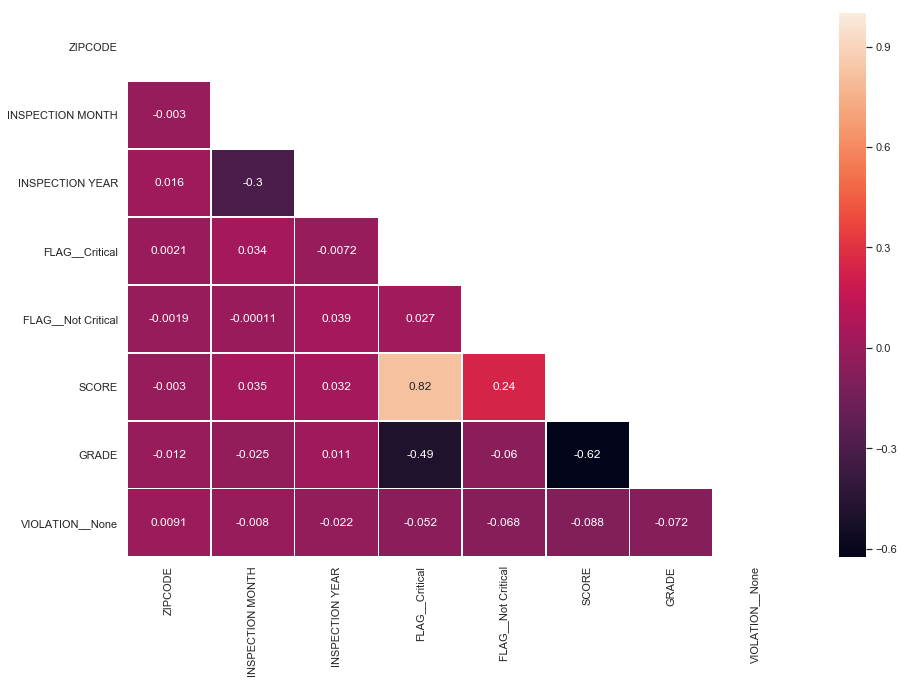 ZIPCODE
INSPECTION MONTH -0.003
INSPECTION YEAR 0.016 -0.3
FLAG__Critical 0.0021 0.034 -0.0072
FLAG__Not Critical -0.0019 -0.00011 0.039 0.027
SCORE -0.003 0.035 0.032 0.82 0.24
GRADE -0.012 -0.025 0.011 -0.49 -0.06 -0.62
VIOLATION__None 0.0091 -0.008 -0.022 -0.052 -0.068 -0.088 -0.072
ZIPCODE
INSPECTION MONTH
INSPECTION YEAR
FLAG__Critical
FLAG__Not Critical
SCORE
GRADE
VIOLATION__None
0.9
0.6
0.3
0.0
−0.3
−0.6